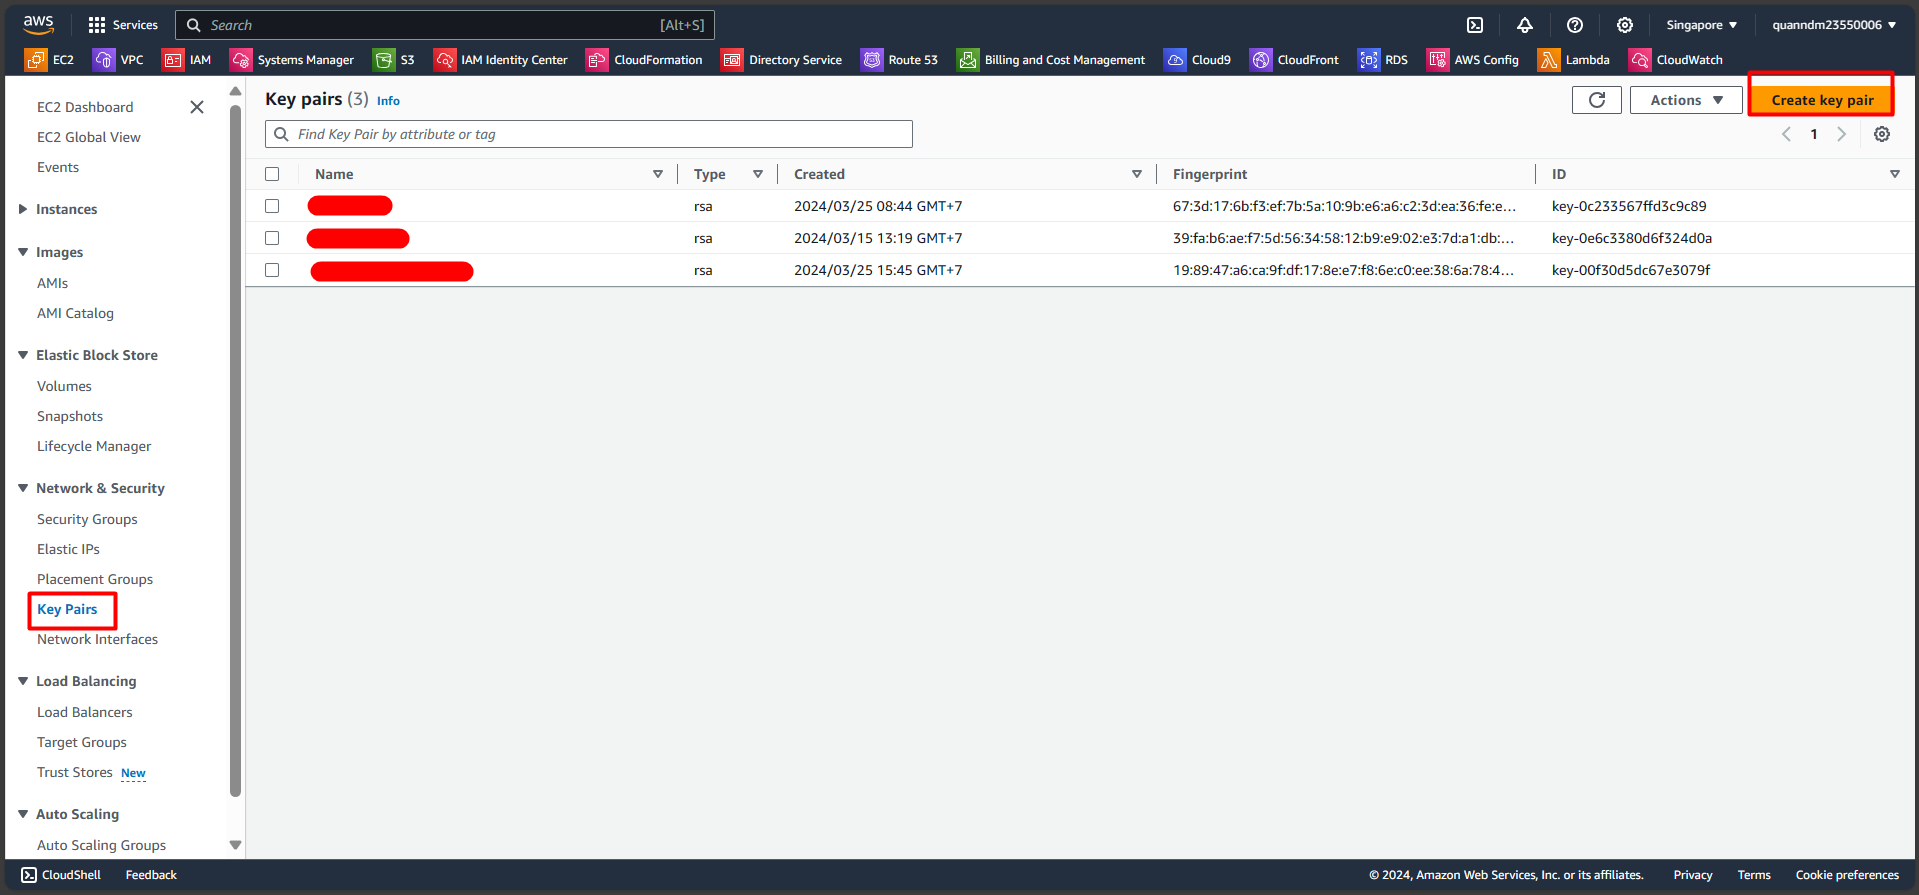 aws Services Search [Alt+S] Singapore quanndm23550006
EC2 VPC IAM Systems Manager S3 IAM Identity Center CloudFormation Directory Service Route 53 Billing and Cost Management Cloud9 CloudFront RDS AWS Config Lambda CloudWatch
EC2 Dashboard
EC2 Global View
Events
Instances
Images
AMIs
AMI Catalog
Elastic Block Store
Volumes
Snapshots
Lifecycle Manager
Network & Security
Security Groups
Elastic IPs
Placement Groups
Key Pairs
Network Interfaces
Load Balancing
Load Balancers
Target Groups
Trust Stores New
Auto Scaling
Auto Scaling Groups
Key pairs (3) Info
Actions Create key pair
Find Key Pair by attribute or tag
1
Name Type Created Fingerprint ID
rsa 2024/03/25 08:44 GMT+7 67:3d:17:6b:f3:ef:7b:5a:10:9b:e6:a6:c2:3d:ea:36:fe:e... key-0c233567ffd3c9c89
rsa 2024/03/15 13:19 GMT+7 39:fa:b6:ae:f7:5d:56:34:58:12:b9:e9:02:e3:7d:a1:db:... key-0e6c3380d6f324d0a
rsa 2024/03/25 15:45 GMT+7 19:89:47:a6:ca:9f:df:17:8e:e7:f8:6e:c0:ee:38:6a:78:4... key-00f30d5dc67e3079f
CloudShell Feedback © 2024, Amazon Web Services, Inc. or its affiliates. Privacy Terms Cookie preferences